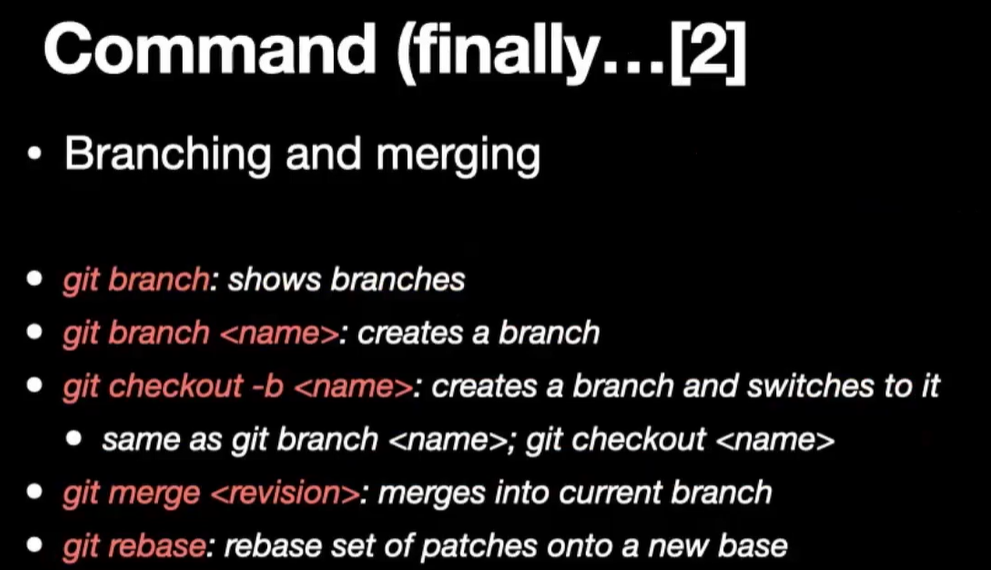 Command (finally...[2]
• Branching and merging
• git branch: shows branches
• git branch <name>: creates a branch
• git checkout -b <name>: creates a branch and switches to it
• same as git branch <name>; git checkout <name>
• git merge <revision>: merges into current branch
• git rebase: rebase set of patches onto a new base